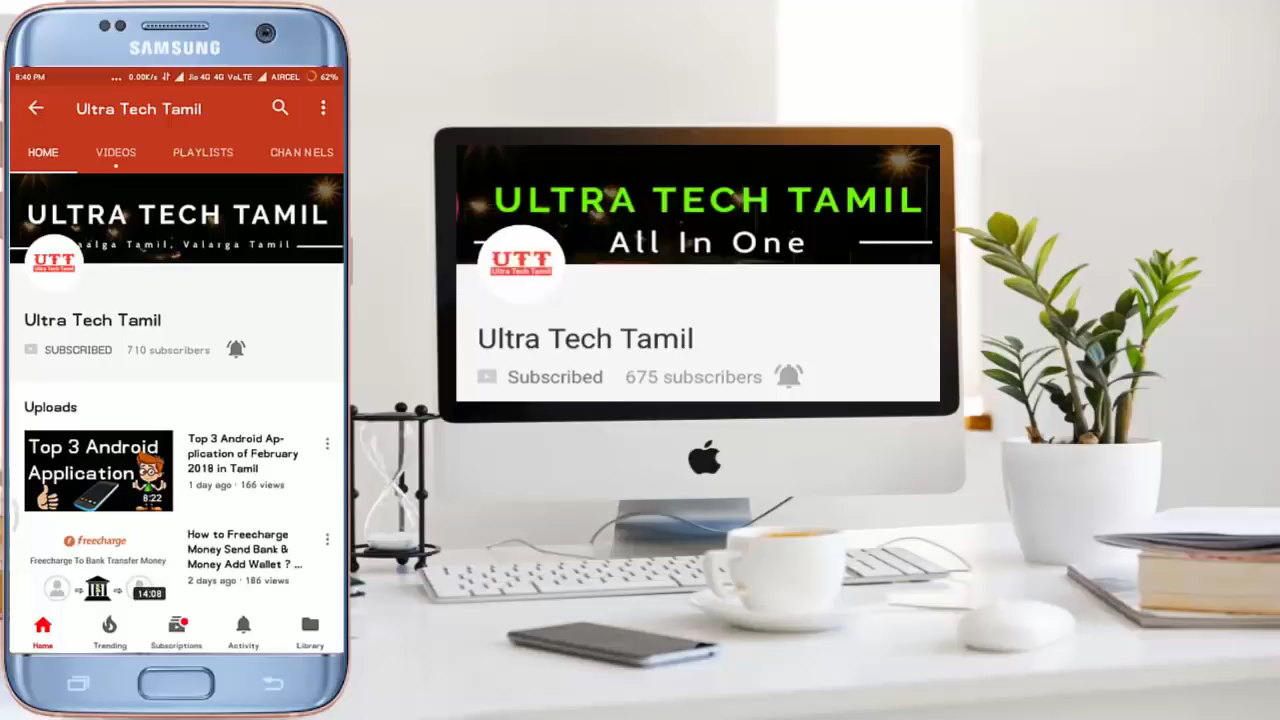 SAMSUNG
8:40 PM ... 0.00K/s Jio 4G 4G VoLTE AIRCEL 62%
Ultra Tech Tamil
HOME VIDEOS PLAYLISTS CHANNELS
ULTRA TECH TAMIL
aalga Tamil, Valarga Tamil
UTT
Ultra Tech Tamil
Ultra Tech Tamil
SUBSCRIBED 710 subscribers
Uploads
Top 3 Android
Application
8:22
Top 3 Android Ap-
plication of February
2018 in Tamil
1 day ago · 166 views
freecharge
Freecharge To Bank Transfer Money
14:08
How to Freecharge
Money Send Bank &
Money Add Wallet ? ...
2 days ago · 186 views
Home Trending Subscriptions Activity Library
ULTRA TECH TAMIL
All In One
UTT
Ultra Tech Tamil
Ultra Tech Tamil
Subscribed 675 subscribers